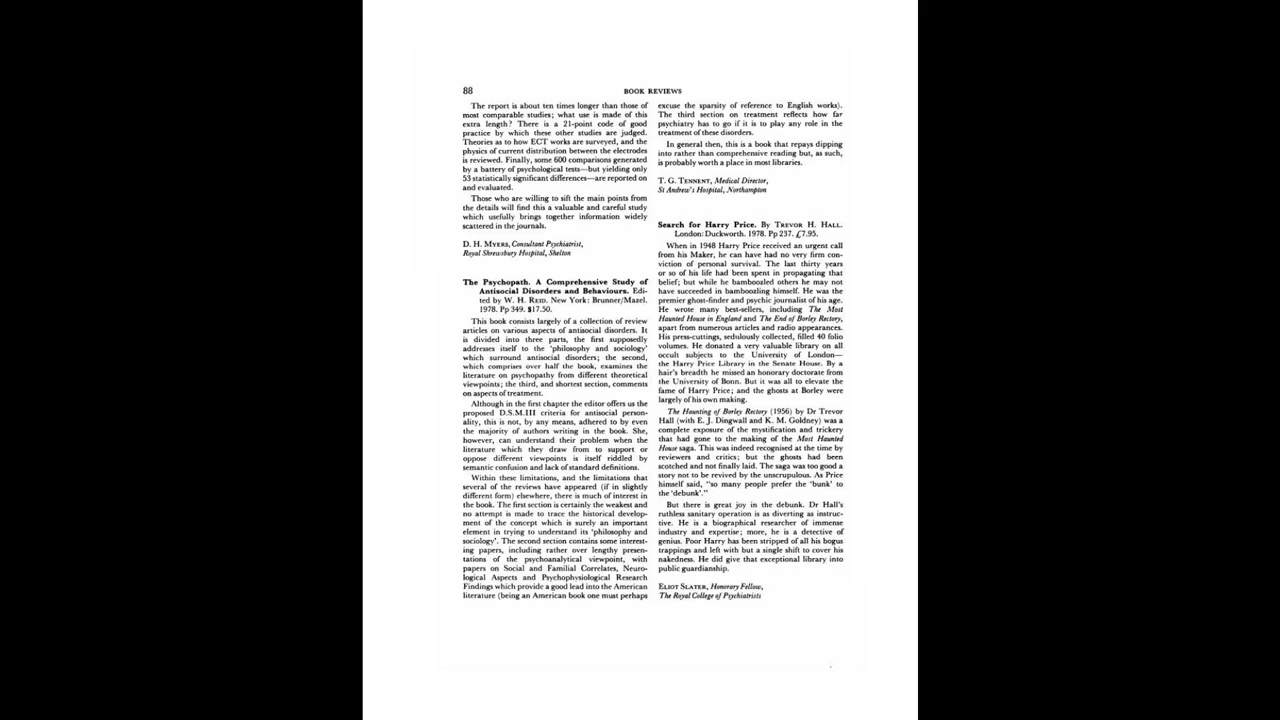 88
BOOK REVIEWS
The report is about ten times longer than those of
most comparable studies; what use is made of this
extra length? There is a 21-point code of good
practice by which these other studies are judged.
Theories as to how ECT works are surveyed, and the
physics of current distribution between the electrodes
is reviewed. Finally, some 600 comparisons generated
by a battery of psychological tests—but yielding only
53 statistically significant differences—are reported on
and evaluated.
Those who are willing to sift the main points from
the details will find this a valuable and careful study
which usefully brings together information widely
scattered in the journals.
D. H. MYERS, Consultant Psychiatrist,
Royal Shrewsbury Hospital, Shelton
The Psychopath. A Comprehensive Study of
Antisocial Disorders and Behaviours. Edi-
ted by W. H. REID. New York: Brunner/Mazel.
1978. Pp 349. $17.50.
This book consists largely of a collection of review
articles on various aspects of antisocial disorders. It
is divided into three parts, the first supposedly
addresses itself to the 'philosophy and sociology'
which surround antisocial disorders; the second,
which comprises over half the book, examines the
literature on psychopathy from different theoretical
viewpoints; the third, and shortest section, comments
on aspects of treatment.
Although in the first chapter the editor offers us the
proposed D.S.M.III criteria for antisocial person-
ality, this is not, by any means, adhered to by even
the majority of authors writing in the book. She,
however, can understand their problem when the
literature which they draw from to support or
oppose different viewpoints is itself riddled by
semantic confusion and lack of standard definitions.
Within these limitations, and the limitations that
several of the reviews have appeared (if in slightly
different form) elsewhere, there is much of interest in
the book. The first section is certainly the weakest and
no attempt is made to trace the historical develop-
ment of the concept which is surely an important
element in trying to understand its 'philosophy and
sociology'. The second section contains some interest-
ing papers, including rather over lengthy presen-
tations of the psychoanalytical viewpoint, with
papers on Social and Familial Correlates, Neuro-
logical Aspects and Psychophysiological Research
Findings which provide a good lead into the American
literature (being an American book one must perhaps
excuse the sparsity of reference to English works).
The third section on treatment reflects how far
psychiatry has to go if it is to play any role in the
treatment of these disorders.
In general then, this is a book that repays dipping
into rather than comprehensive reading but, as such,
is probably worth a place in most libraries.
T. G. TENNENT, Medical Director,
St Andrew's Hospital, Northampton
Search for Harry Price. By TREVOR H. HALL.
London: Duckworth. 1978. Pp 237. £7.95.
When in 1948 Harry Price received an urgent call
from his Maker, he can have had no very firm con-
viction of personal survival. The last thirty years
or so of his life had been spent in propagating that
belief; but while he bamboozled others he may not
have succeeded in bamboozling himself. He was the
premier ghost-finder and psychic journalist of his age.
He wrote many best-sellers, including The Most
Haunted House in England and The End of Borley Rectory,
apart from numerous articles and radio appearances.
His press-cuttings, sedulously collected, filled 40 folio
volumes. He donated a very valuable library on all
occult subjects to the University of London—
the Harry Price Library in the Senate House. By a
hair's breadth he missed an honorary doctorate from
the University of Bonn. But it was all to elevate the
fame of Harry Price; and the ghosts at Borley were
largely of his own making.
The Haunting of Borley Rectory (1956) by Dr Trevor
Hall (with E. J. Dingwall and K. M. Goldney) was a
complete exposure of the mystification and trickery
that had gone to the making of the Most Haunted
House saga. This was indeed recognised at the time by
reviewers and critics; but the ghosts had been
scotched and not finally laid. The saga was too good a
story not to be revived by the unscrupulous. As Price
himself said, "so many people prefer the 'bunk' to
the 'debunk'."
But there is great joy in the debunk. Dr Hall's
ruthless sanitary operation is as diverting as instruc-
tive. He is a biographical researcher of immense
industry and expertise; more, he is a detective of
genius. Poor Harry has been stripped of all his bogus
trappings and left with but a single shift to cover his
nakedness. He did give that exceptional library into
public guardianship.
ELIOT SLATER, Honorary Fellow,
The Royal College of Psychiatrists